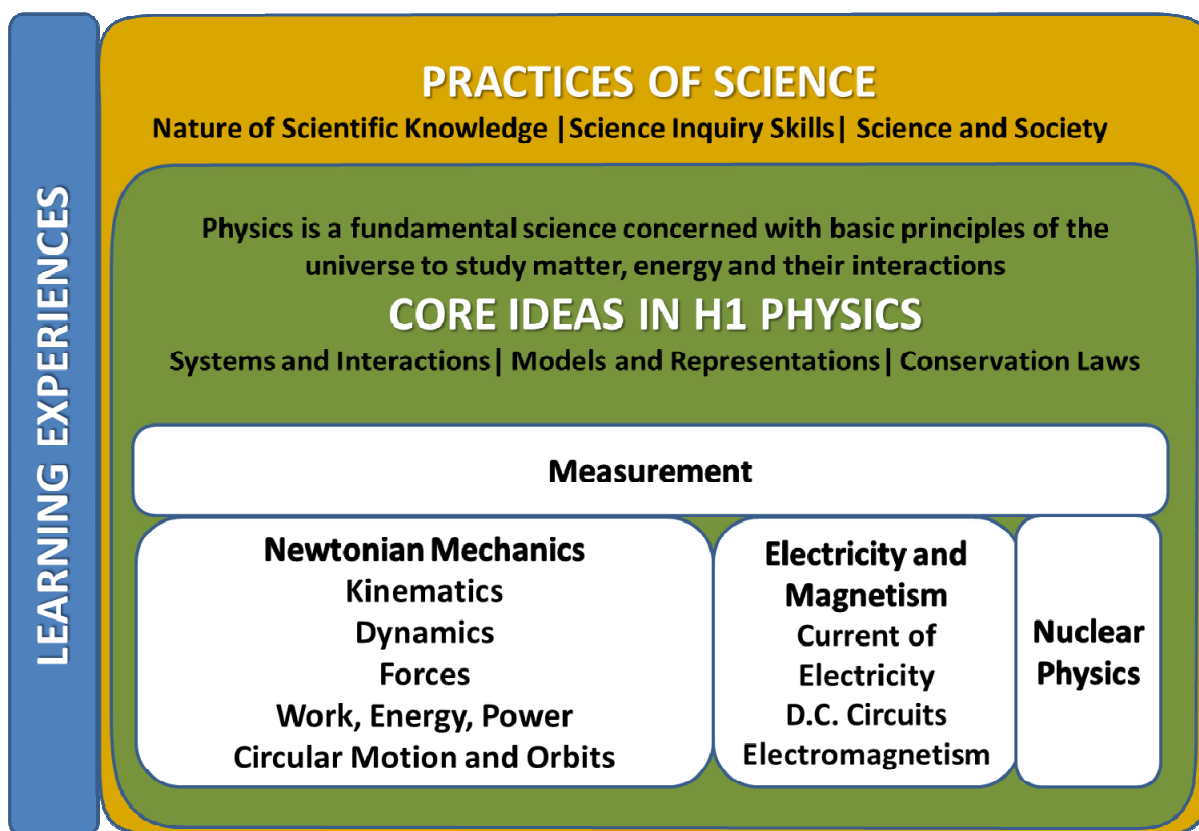 LEARNING EXPERIENCES
PRACTICES OF SCIENCE
Nature of Scientific Knowledge |Science Inquiry Skills| Science and Society
Physics is a fundamental science concerned with basic principles of the
universe to study matter, energy and their interactions
CORE IDEAS IN H1 PHYSICS
Systems and Interactions| Models and Representations| Conservation Laws
Measurement
Newtonian Mechanics
Kinematics
Dynamics
Forces
Work, Energy, Power
Circular Motion and Orbits
Electricity and
Magnetism
Current of
Electricity
D.C. Circuits
Electromagnetism
Nuclear
Physics